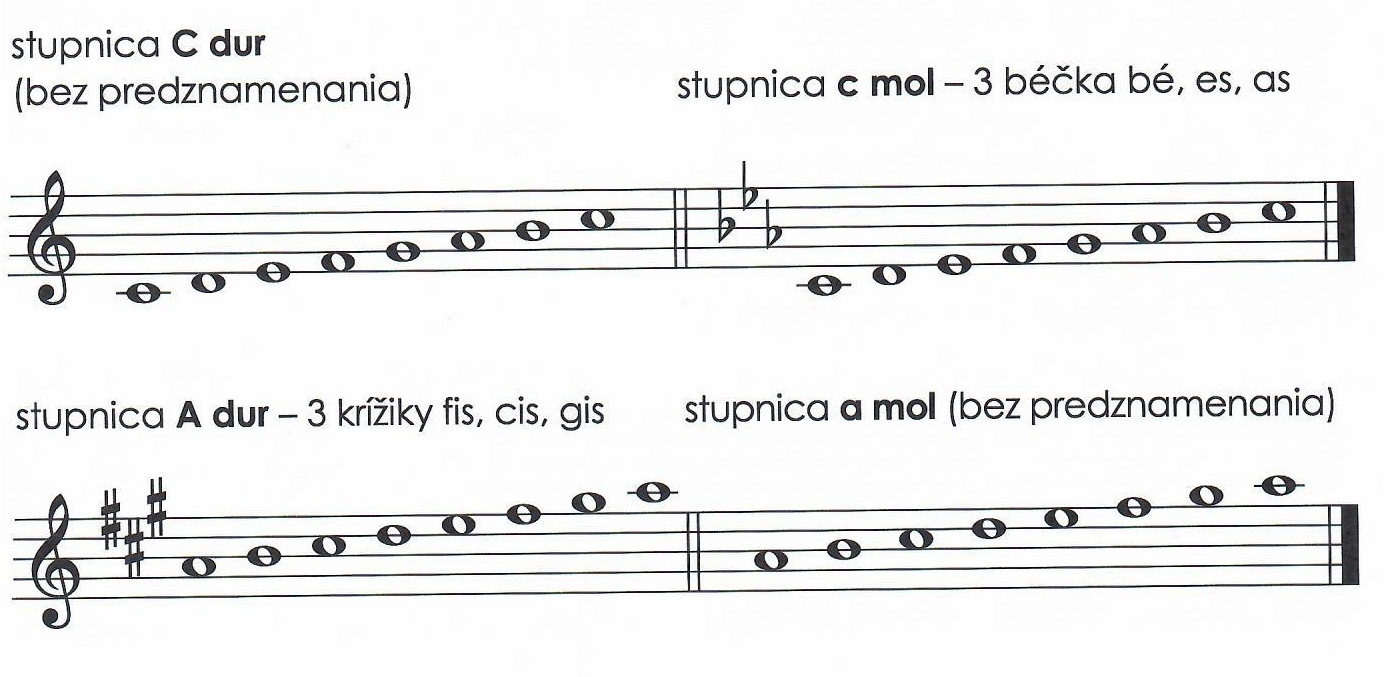 stupnica C dur
(bez predznamenania)
stupnica c mol – 3 béčka bé, es, as
stupnica A dur – 3 krížiky fis, cis, gis
stupnica a mol (bez predznamenania)